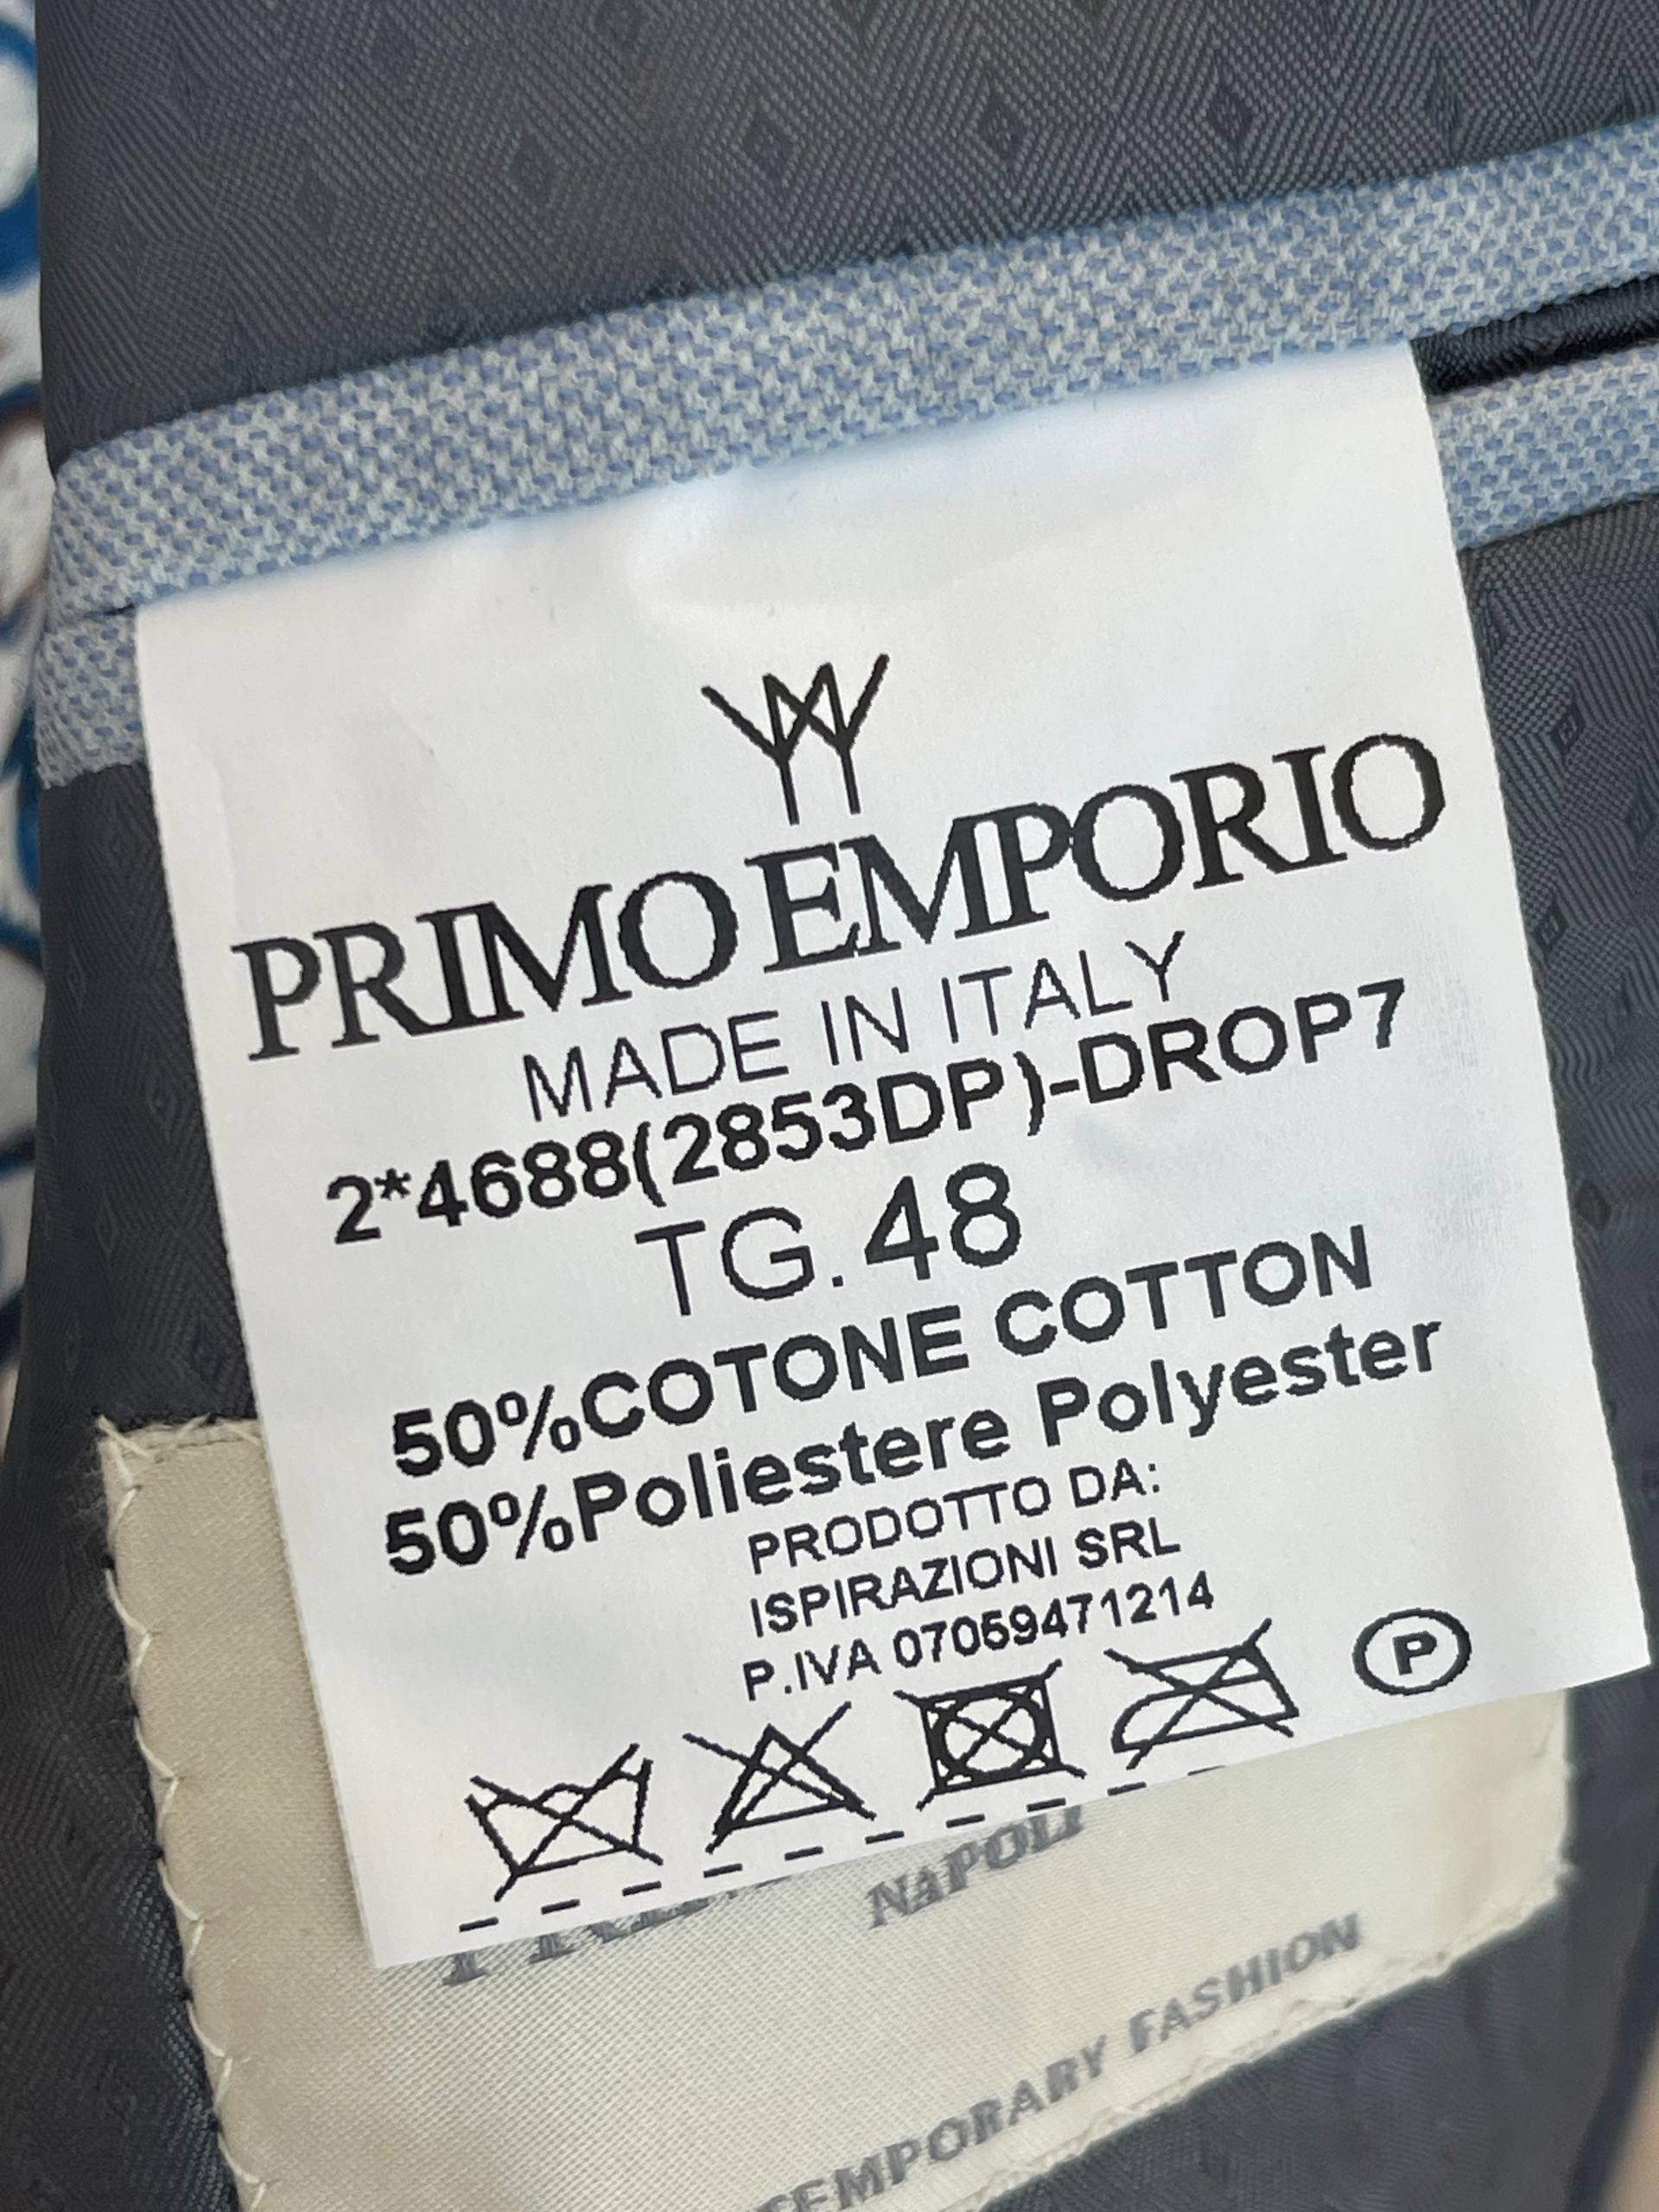 PRIMO EMPORIO
MADE IN ITALY
2*4688(2853DP)-DROP7
TG. 48
50%COTONE COTTON
50%Poliestere Polyester
PRODOTTO DA:
ISPIRAZIONI SRL
P.IVA 07059471214
P
NAPOLI
FASHION